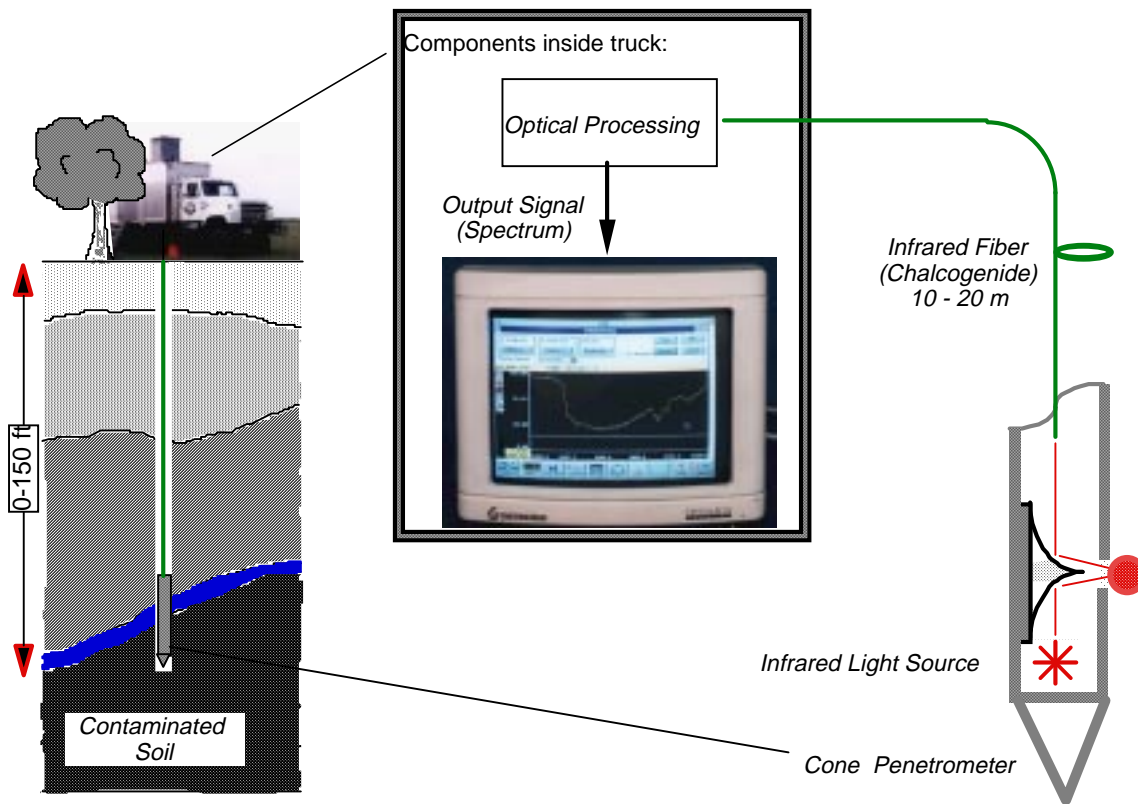 Components inside truck:
Optical Processing
Output Signal
(Spectrum)
Infrared Fiber
(Chalcogenide)
10 - 20 m
0-150 ft
Infrared Light Source
Contaminated
Soil
Cone Penetrometer